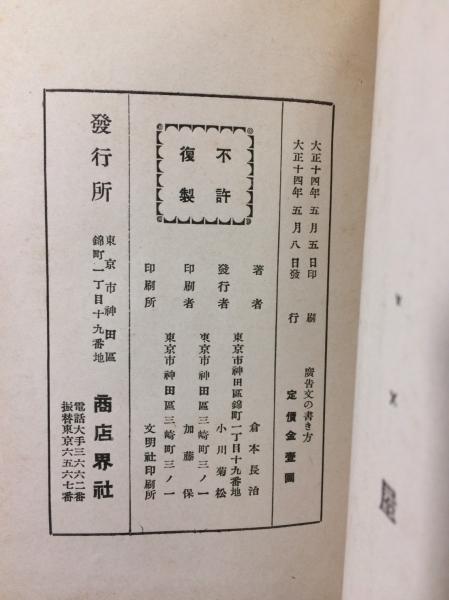 大正十四年五月五日印刷
大正十四年五月八日發行
廣告文の書き方
定價金壹圓
不許
復製
著者 倉本長治
東京市神田區錦町一丁目十九番地
發行者 小川菊松
東京市神田區三崎町三ノ一
印刷者 加藤保
東京市神田區三崎町三ノ一
印刷所 文明社印刷所
發行所
東京市神田區
錦町一丁目十九番地
商店界社
電話大手三六六二番
振替東京六五六七番